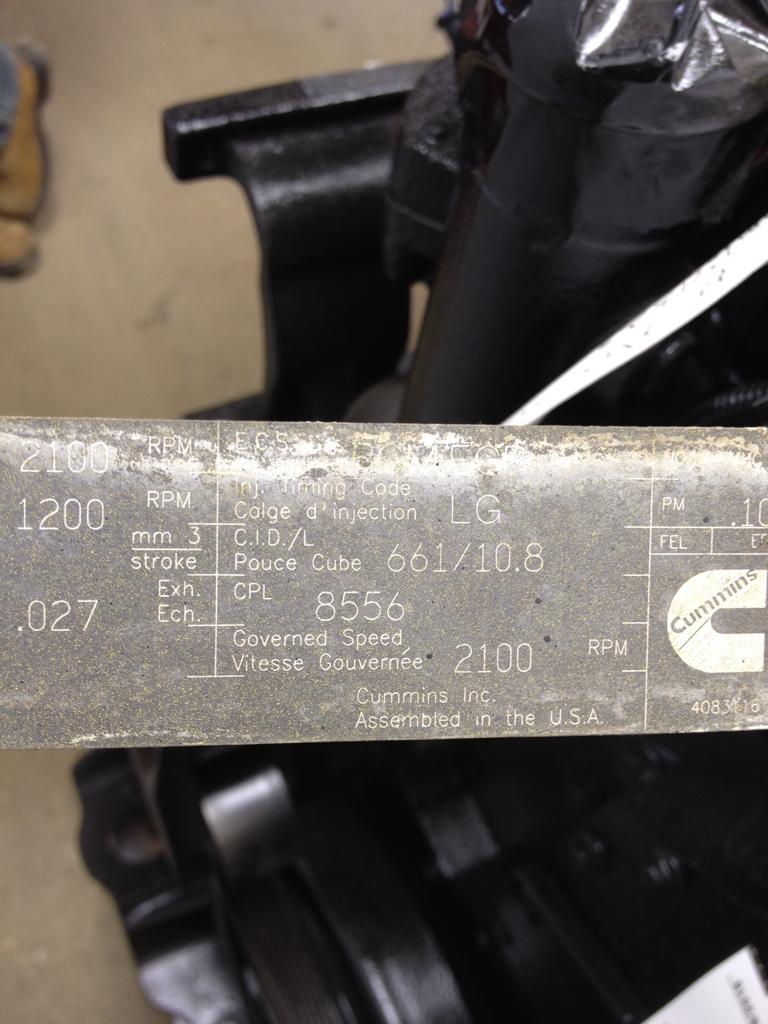 2100 RPM
1200 RPM
mm 3
stroke
Exh.
.027 Ech.
E.C.S.
Inj. Timing Code
Colge d'injection LG
C.I.D./L
Pouce Cube 661/10.8
CPL 8556
Governed Speed
Vitesse Gouvernée 2100 RPM
Cummins Inc.
Assembled in the U.S.A.
PM .10
FEL
Cummins